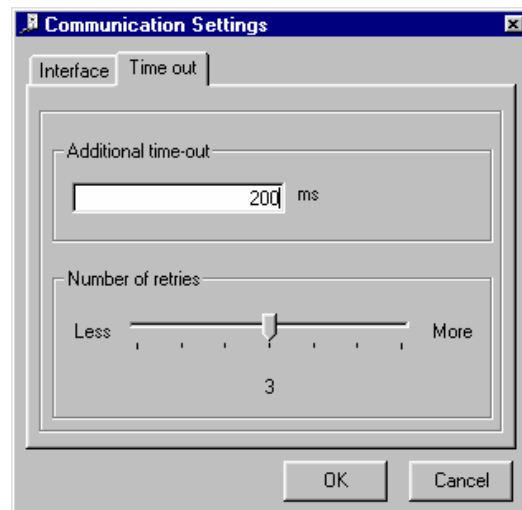 Communication Settings
Interface Time out
Additional time-out
200 ms
Number of retries
Less More
3
OK Cancel